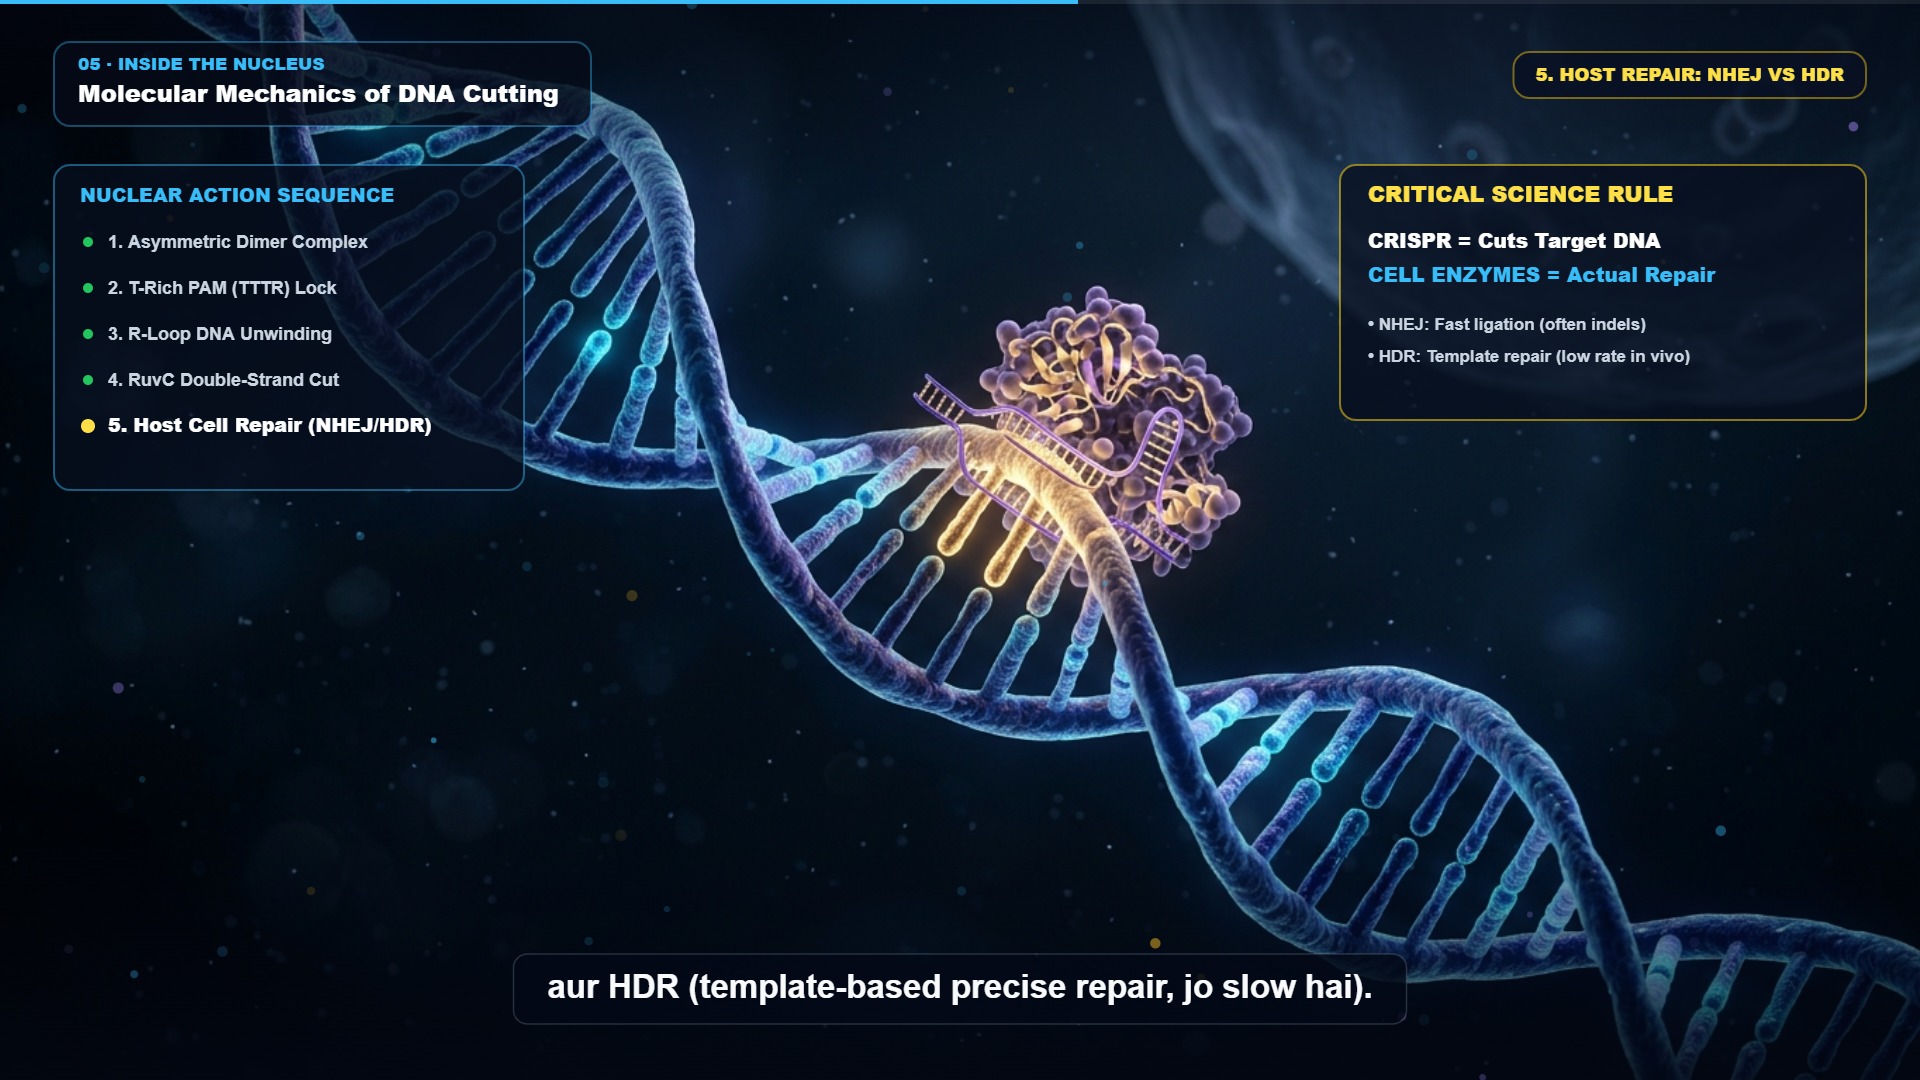 05 · INSIDE THE NUCLEUS
Molecular Mechanics of DNA Cutting
5. HOST REPAIR: NHEJ VS HDR
NUCLEAR ACTION SEQUENCE
1. Asymmetric Dimer Complex
2. T-Rich PAM (TTTR) Lock
3. R-Loop DNA Unwinding
4. RuvC Double-Strand Cut
5. Host Cell Repair (NHEJ/HDR)
CRITICAL SCIENCE RULE
CRISPR = Cuts Target DNA
CELL ENZYMES = Actual Repair
• NHEJ: Fast ligation (often indels)
• HDR: Template repair (low rate in vivo)
aur HDR (template-based precise repair, jo slow hai).